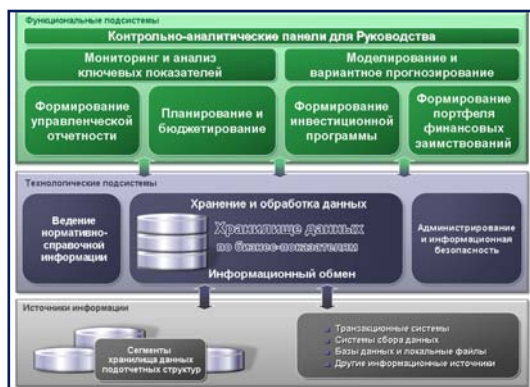 Функциональные подсистемы
Контрольно-аналитические панели для Руководства
Мониторинг и анализ
ключевых показателей
Моделирование и
вариантное прогнозирование
Формирование
управленческой
отчетности
Планирование и
бюджетирование
Формирование
инвестиционной
программы
Формирование
портфеля
финансовых
заимствований
Технологические подсистемы
Ведение
нормативно-
справочной
информации
Хранение и обработка данных
Хранилище данных
по бизнес-показателям
Информационный обмен
Администрирование
и информационная
безопасность
Источники информации
Сегменты
хранилища данных
подотчетных структур
Транзакционные системы
Системы сбора данных
Базы данных и локальные файлы
Другие информационные источники